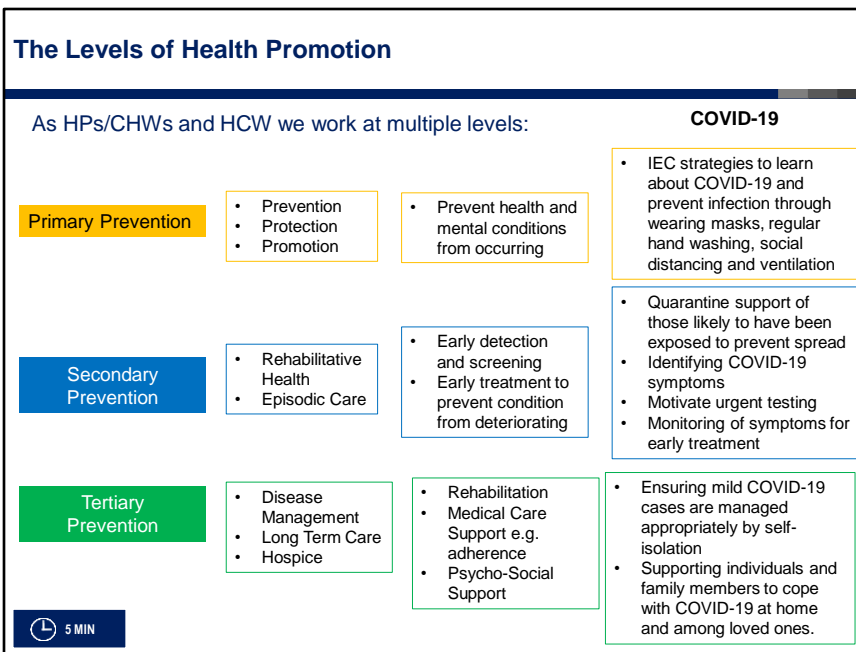 The Levels of Health Promotion
As HPs/CHWs and HCW we work at multiple levels:
COVID-19
Primary Prevention
• Prevention
• Protection
• Promotion
• Prevent health and
mental conditions
from occurring
• IEC strategies to learn
about COVID-19 and
prevent infection through
wearing masks, regular
hand washing, social
distancing and ventilation
Secondary
Prevention
• Rehabilitative
Health
• Episodic Care
• Early detection
and screening
• Early treatment to
prevent condition
from deteriorating
• Quarantine support of
those likely to have been
exposed to prevent spread
• Identifying COVID-19
symptoms
• Motivate urgent testing
• Monitoring of symptoms for
early treatment
Tertiary
Prevention
• Disease
Management
• Long Term Care
• Hospice
• Rehabilitation
• Medical Care
Support e.g.
adherence
• Psycho-Social
Support
• Ensuring mild COVID-19
cases are managed
appropriately by self-
isolation
• Supporting individuals and
family members to cope
with COVID-19 at home
and among loved ones.
5 MIN